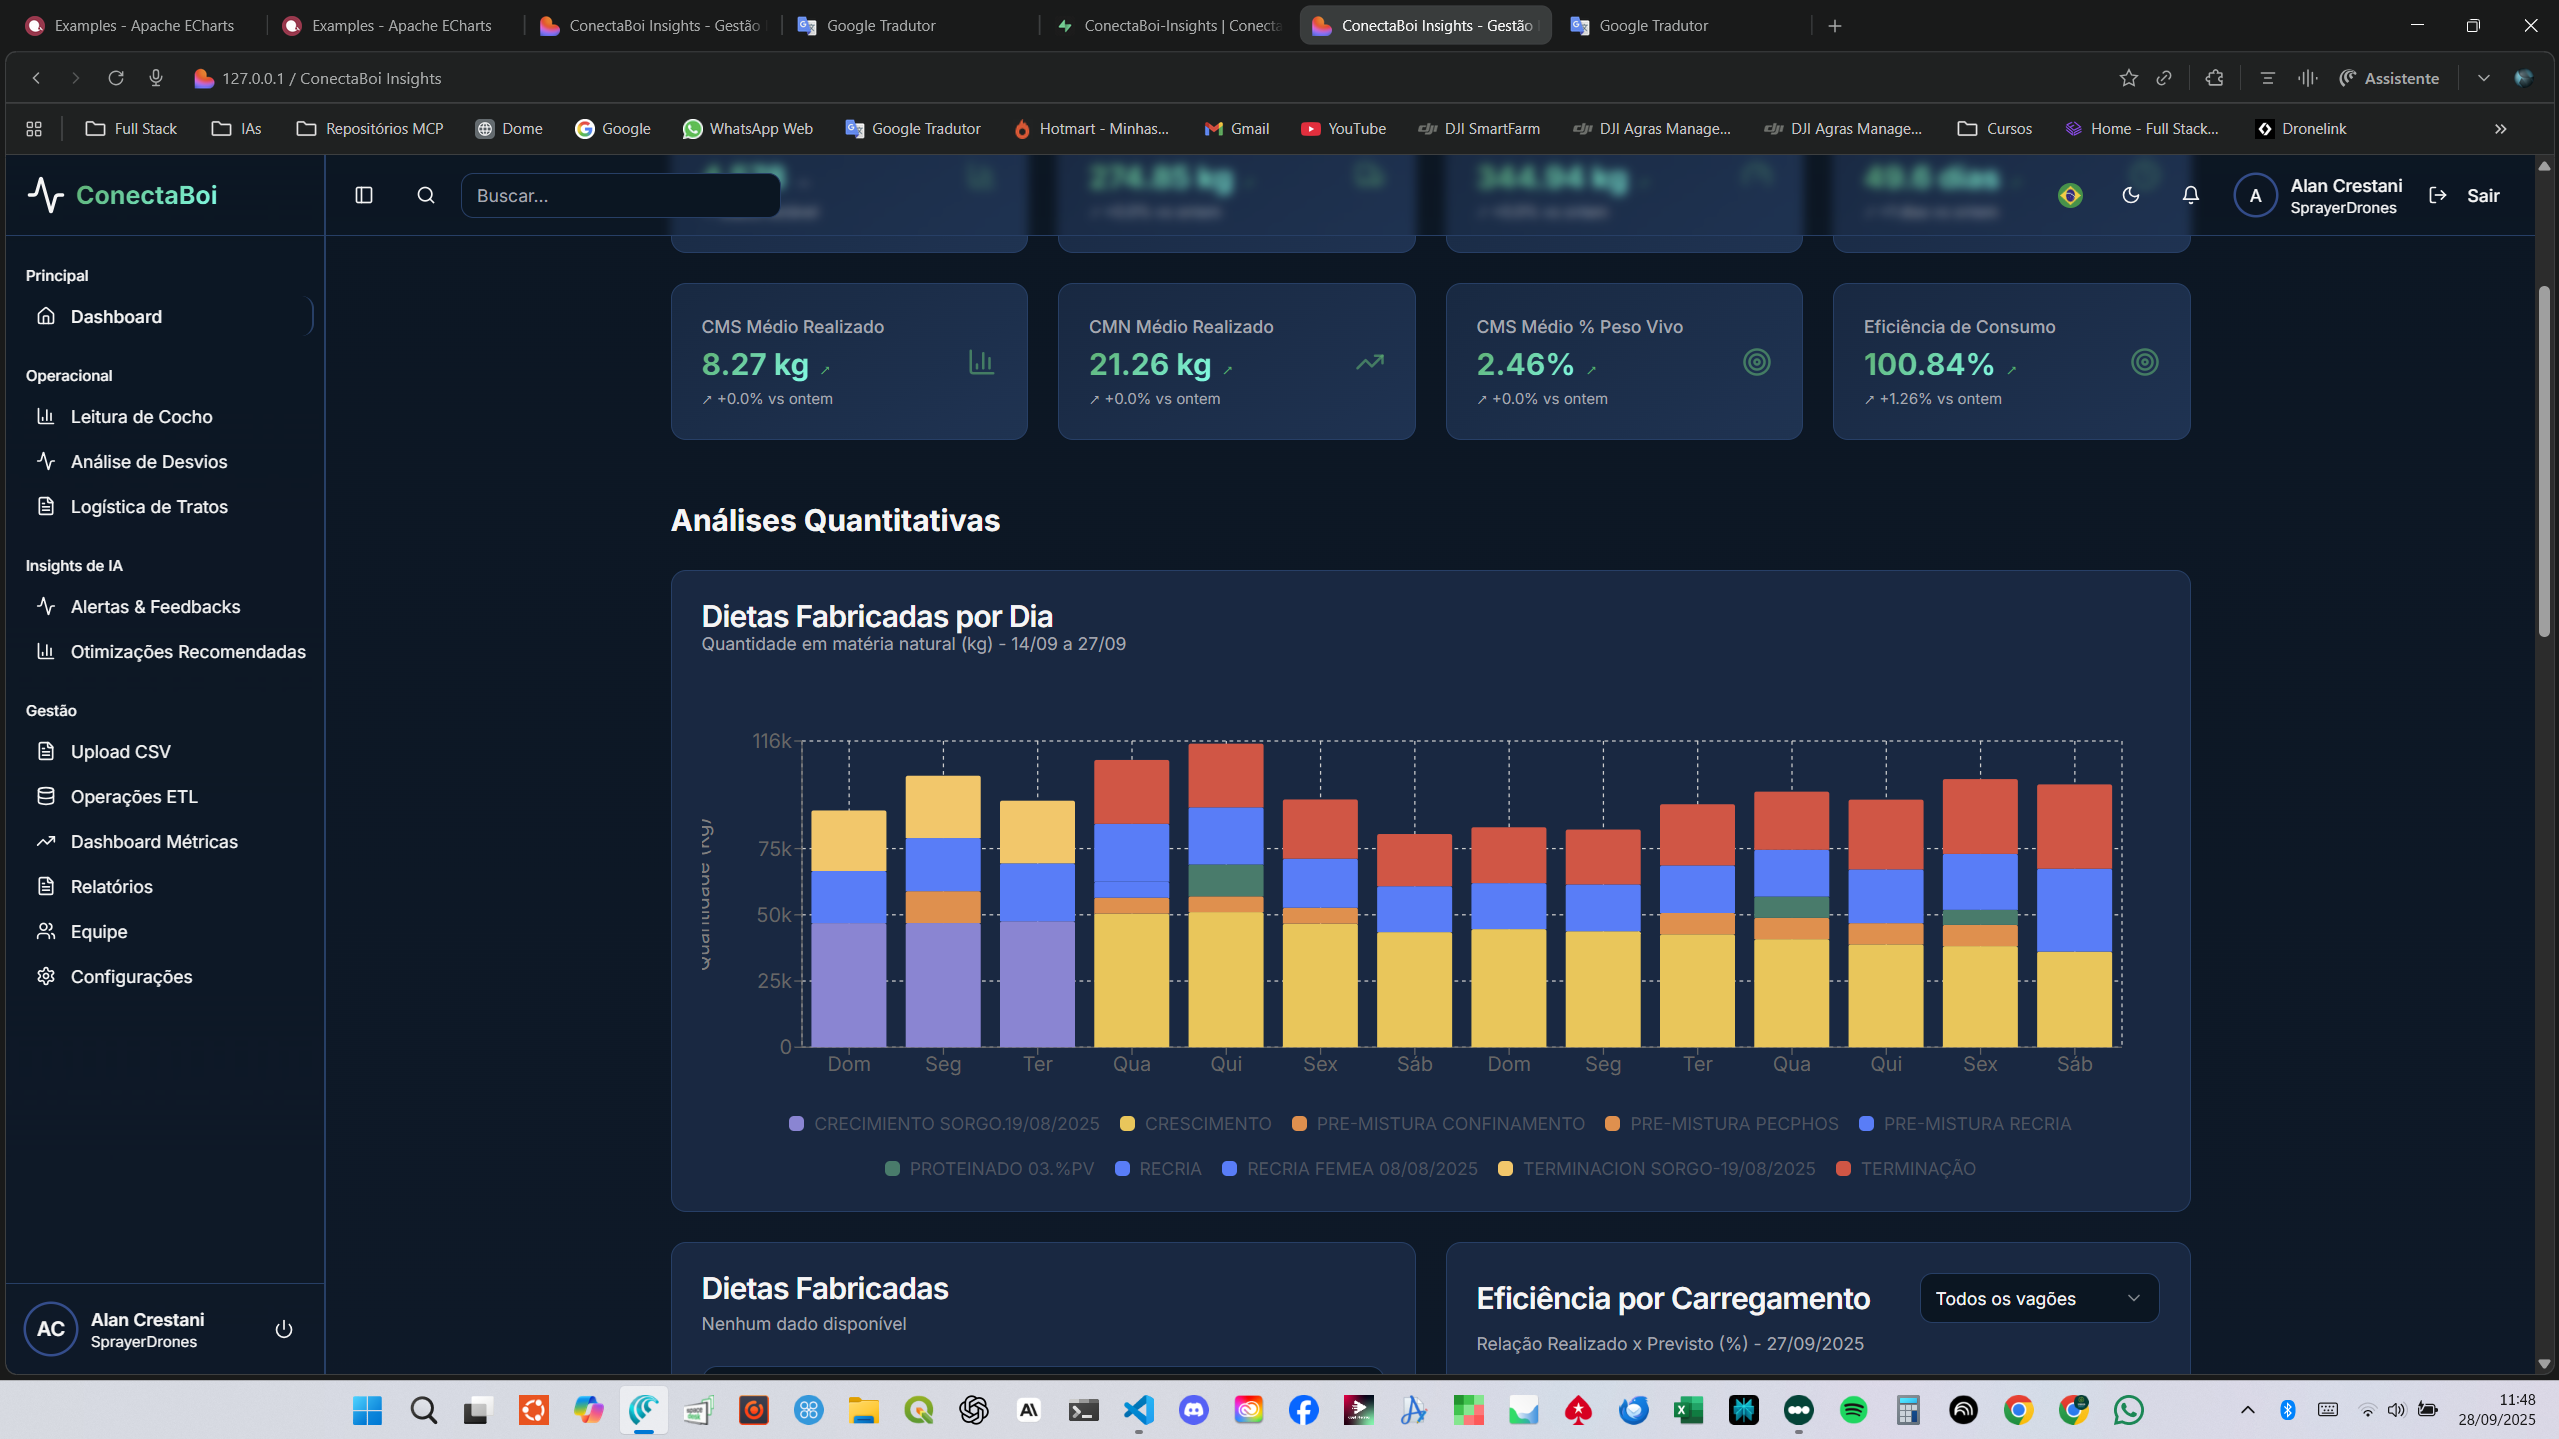 Examples - Apache ECharts
Examples - Apache ECharts
ConectaBoi Insights - Gestão
Google Tradutor
ConectaBoi-Insights | Conecta
ConectaBoi Insights - Gestão
Google Tradutor
127.0.0.1 / ConectaBoi Insights
Assistente
Full Stack
IAs
Repositórios MCP
Dome
Google
WhatsApp Web
Google Tradutor
Hotmart - Minhas...
Gmail
YouTube
DJI SmartFarm
DJI Agras Manage...
DJI Agras Manage...
Cursos
Home - Full Stack...
Dronelink
ConectaBoi
Buscar...
274.85 kg
344.94 kg
49.6 dias
A
Alan Crestani
SprayerDrones
Sair
Principal
Dashboard
Operacional
Leitura de Cocho
Análise de Desvios
Logística de Tratos
Insights de IA
Alertas & Feedbacks
Otimizações Recomendadas
Gestão
Upload CSV
Operações ETL
Dashboard Métricas
Relatórios
Equipe
Configurações
AC
Alan Crestani
SprayerDrones
CMS Médio Realizado
8.27 kg ↗
↗ +0.0% vs ontem
CMN Médio Realizado
21.26 kg ↗
↗ +0.0% vs ontem
CMS Médio % Peso Vivo
2.46% ↗
↗ +0.0% vs ontem
Eficiência de Consumo
100.84% ↗
↗ +1.26% vs ontem
Análises Quantitativas
Dietas Fabricadas por Dia
Quantidade em matéria natural (kg) - 14/09 a 27/09
Quantidade (kg)
116k
75k
50k
25k
0
Dom Seg Ter Qua Qui Sex Sáb Dom Seg Ter Qua Qui Sex Sáb
CRECIMIENTO SORGO.19/08/2025 CRESCIMENTO PRE-MISTURA CONFINAMENTO PRE-MISTURA PECPHOS PRE-MISTURA RECRIA
PROTEINADO 03.%PV RECRIA RECRIA FEMEA 08/08/2025 TERMINACION SORGO-19/08/2025 TERMINAÇÃO
Dietas Fabricadas
Nenhum dado disponível
Eficiência por Carregamento
Todos os vagões
Relação Realizado x Previsto (%) - 27/09/2025
11:48
28/09/2025